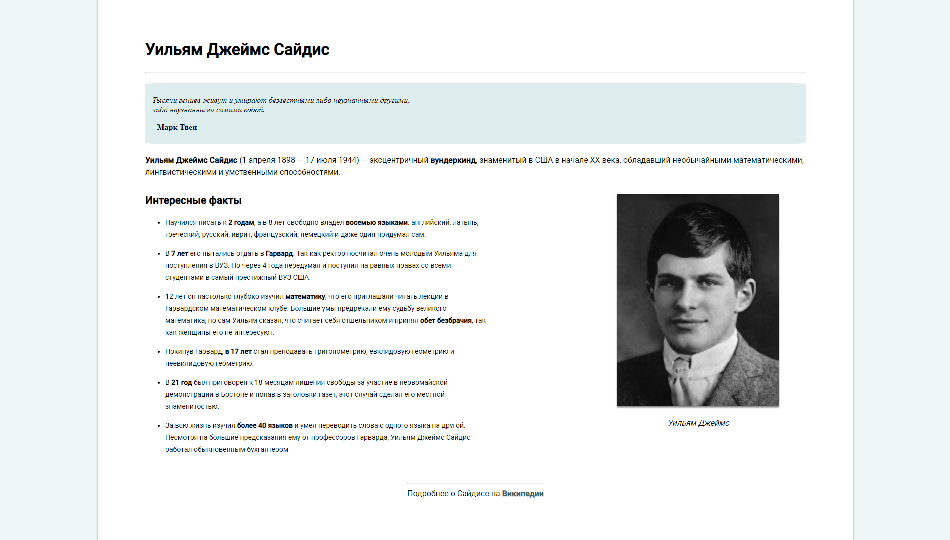 Уильям Джеймс Сайдис
Тысячи гениев живут и умирают безвестными либо неузнанными другими,
либо неузнанными самими собой.
Марк Твен
Уильям Джеймс Сайдис (1 апреля 1898 — 17 июля 1944) — эксцентричный вундеркинд, знаменитый в США в начале XX века, обладавший необычайными математическими,
лингвистическими и умственными способностями.
Интересные факты
Научился писать к 2 годам, а в 8 лет свободно владел восемью языками: английский, латынь,
греческий, русский, иврит, французский, немецкий и даже один придумал сам.
В 7 лет его пытались отдать в Гарвард. Так как ректор посчитал очень молодым Уильяма для
поступления в ВУЗ. Но через 4 года передумал и поступил на равных правах со всеми
студентами в самый престижный ВУЗ США.
12 лет он настолько глубоко изучил математику, что его приглашали читать лекции в
Гарвардском математическом клубе. Большие умы предрекали ему судьбу великого
математика, но сам Уильям сказал, что считает себя отшельником и принял обет безбрачия, так
как женщины его не интересуют.
Покинув Гарвард, в 17 лет стал преподавать тригонометрию, евклидовую геометрию и
неевклидовую геометрию.
В 21 год был приговорен к 18 месяцам лишения свободы за участие в первомайской
демонстрации в Бостоне и попав в заголовки газет, этот случай сделал его местной
знаменитостью.
За всю жизнь изучил более 40 языков и умел переводить слова с одного языка на другой.
Несмотря на большие предсказания ему от профессоров Гарварда, Уильям Джеймс Сайдис
работал обыкновенным бухгалтером
Уильям Джеймс
Подробнее о Сайдисе на Википедии